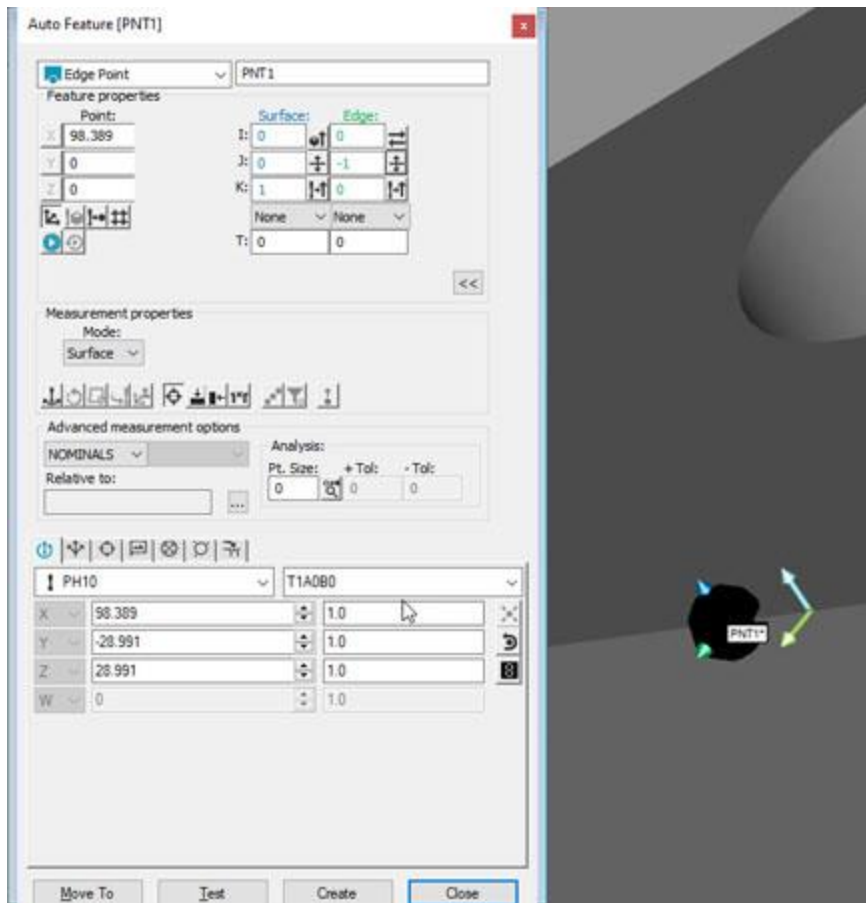 Auto Feature [PNT1]
x
Edge Point PNT1
Feature properties
Point: Surface: Edge:
X 98.389 I: 0 0
Y 0 J: 0 -1
Z 0 K: 1 0
None None
T: 0 0
<<
Measurement properties
Mode:
Surface
Advanced measurement options
NOMINALS
Analysis:
Pt. Size: + Tol: - Tol:
0 0 0
Relative to:
...
PH10 T1A0B0
X 98.389 1.0
Y -28.991 1.0
Z 28.991 1.0
W 0 1.0
Move To Test Create Close
PNT1*